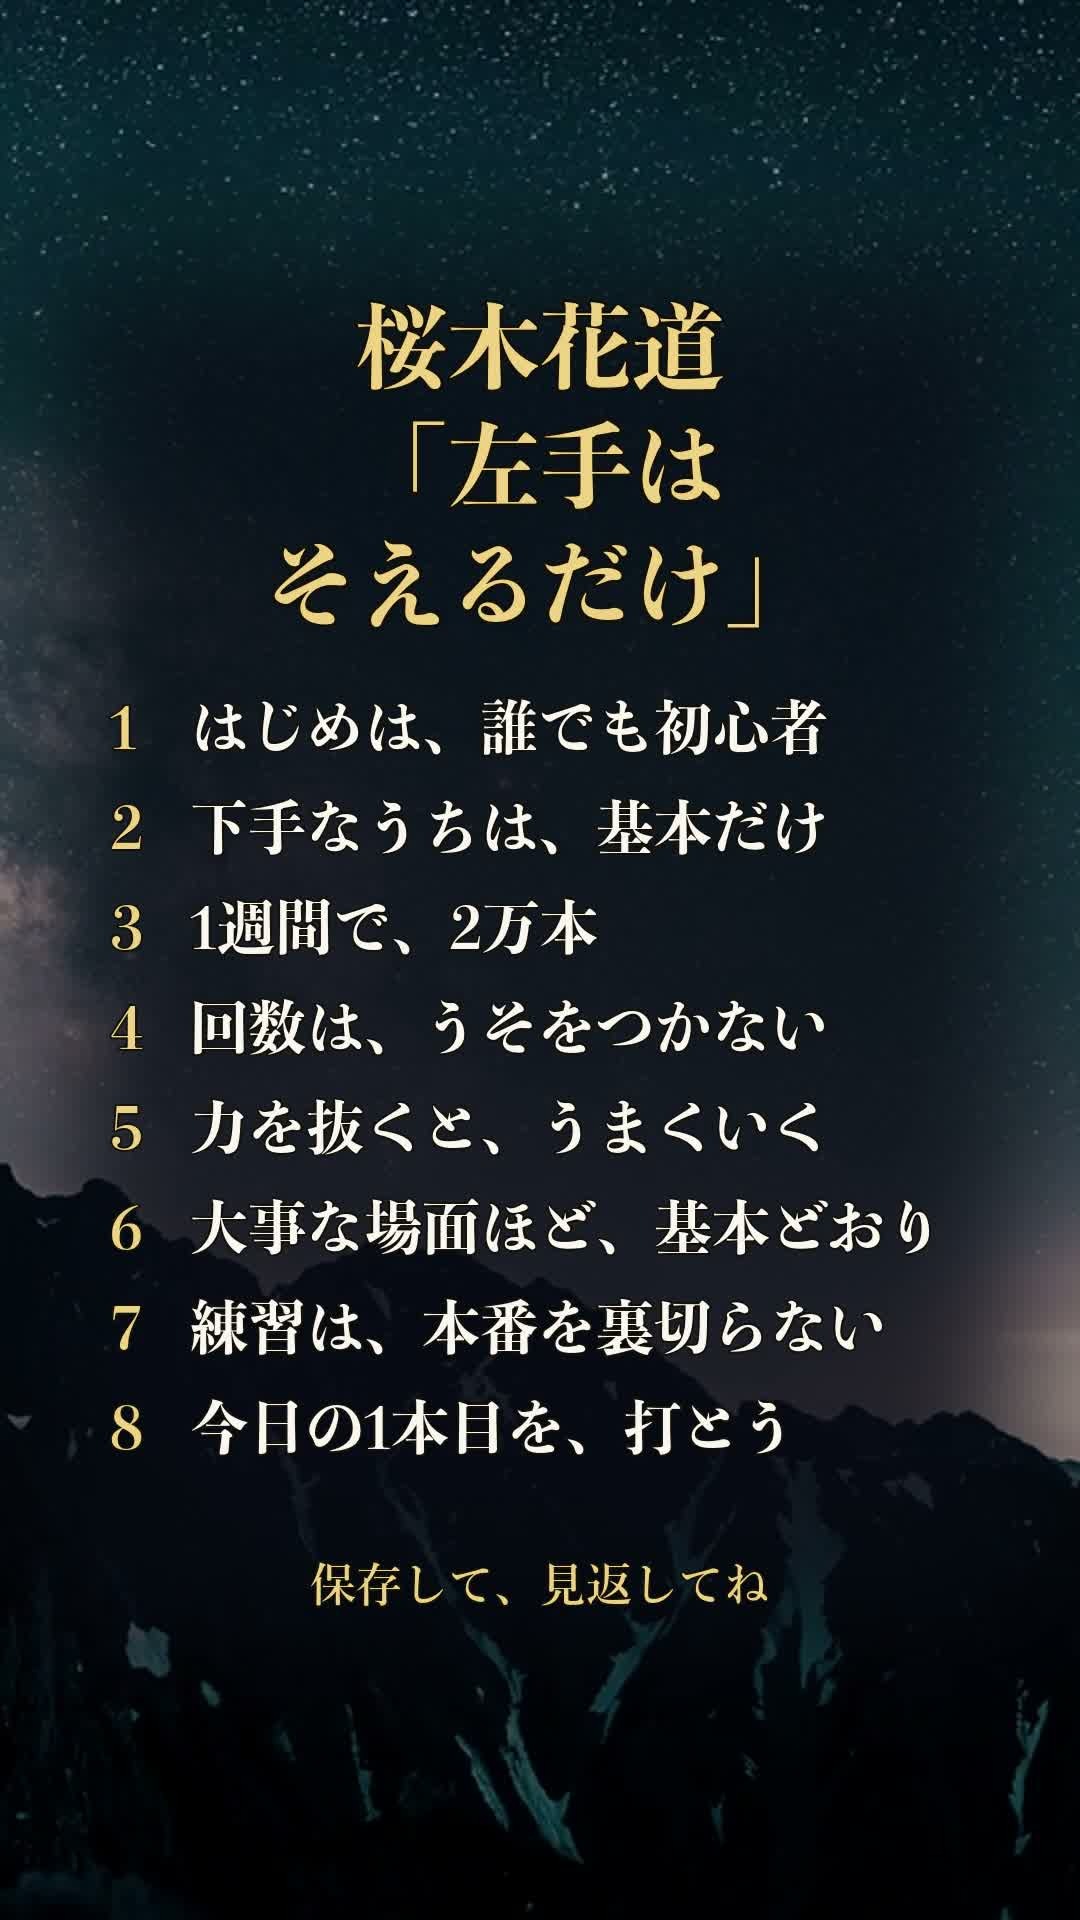 桜木花道
「左手は
そえるだけ」
1 はじめは、誰でも初心者
2 下手なうちは、基本だけ
3 1週間で、2万本
4 回数は、うそをつかない
5 力を抜くと、うまくいく
6 大事な場面ほど、基本どおり
7 練習は、本番を裏切らない
8 今日の1本目を、打とう
保存して、見返してね